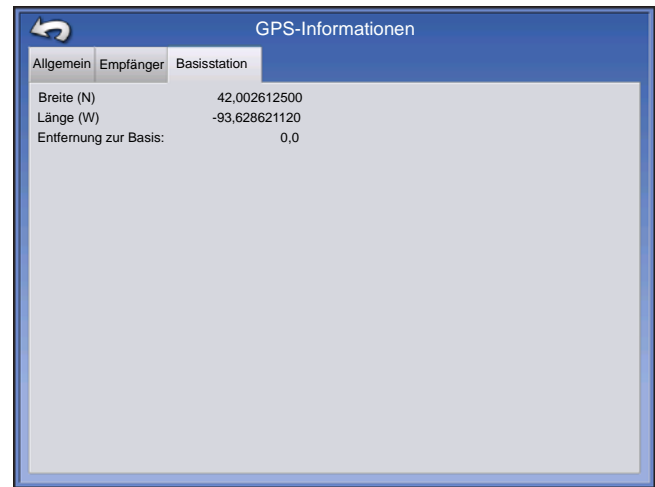 GPS-Informationen
Allgemein Empfänger Basisstation
Breite (N) 42,002612500
Länge (W) -93,628621120
Entfernung zur Basis: 0,0